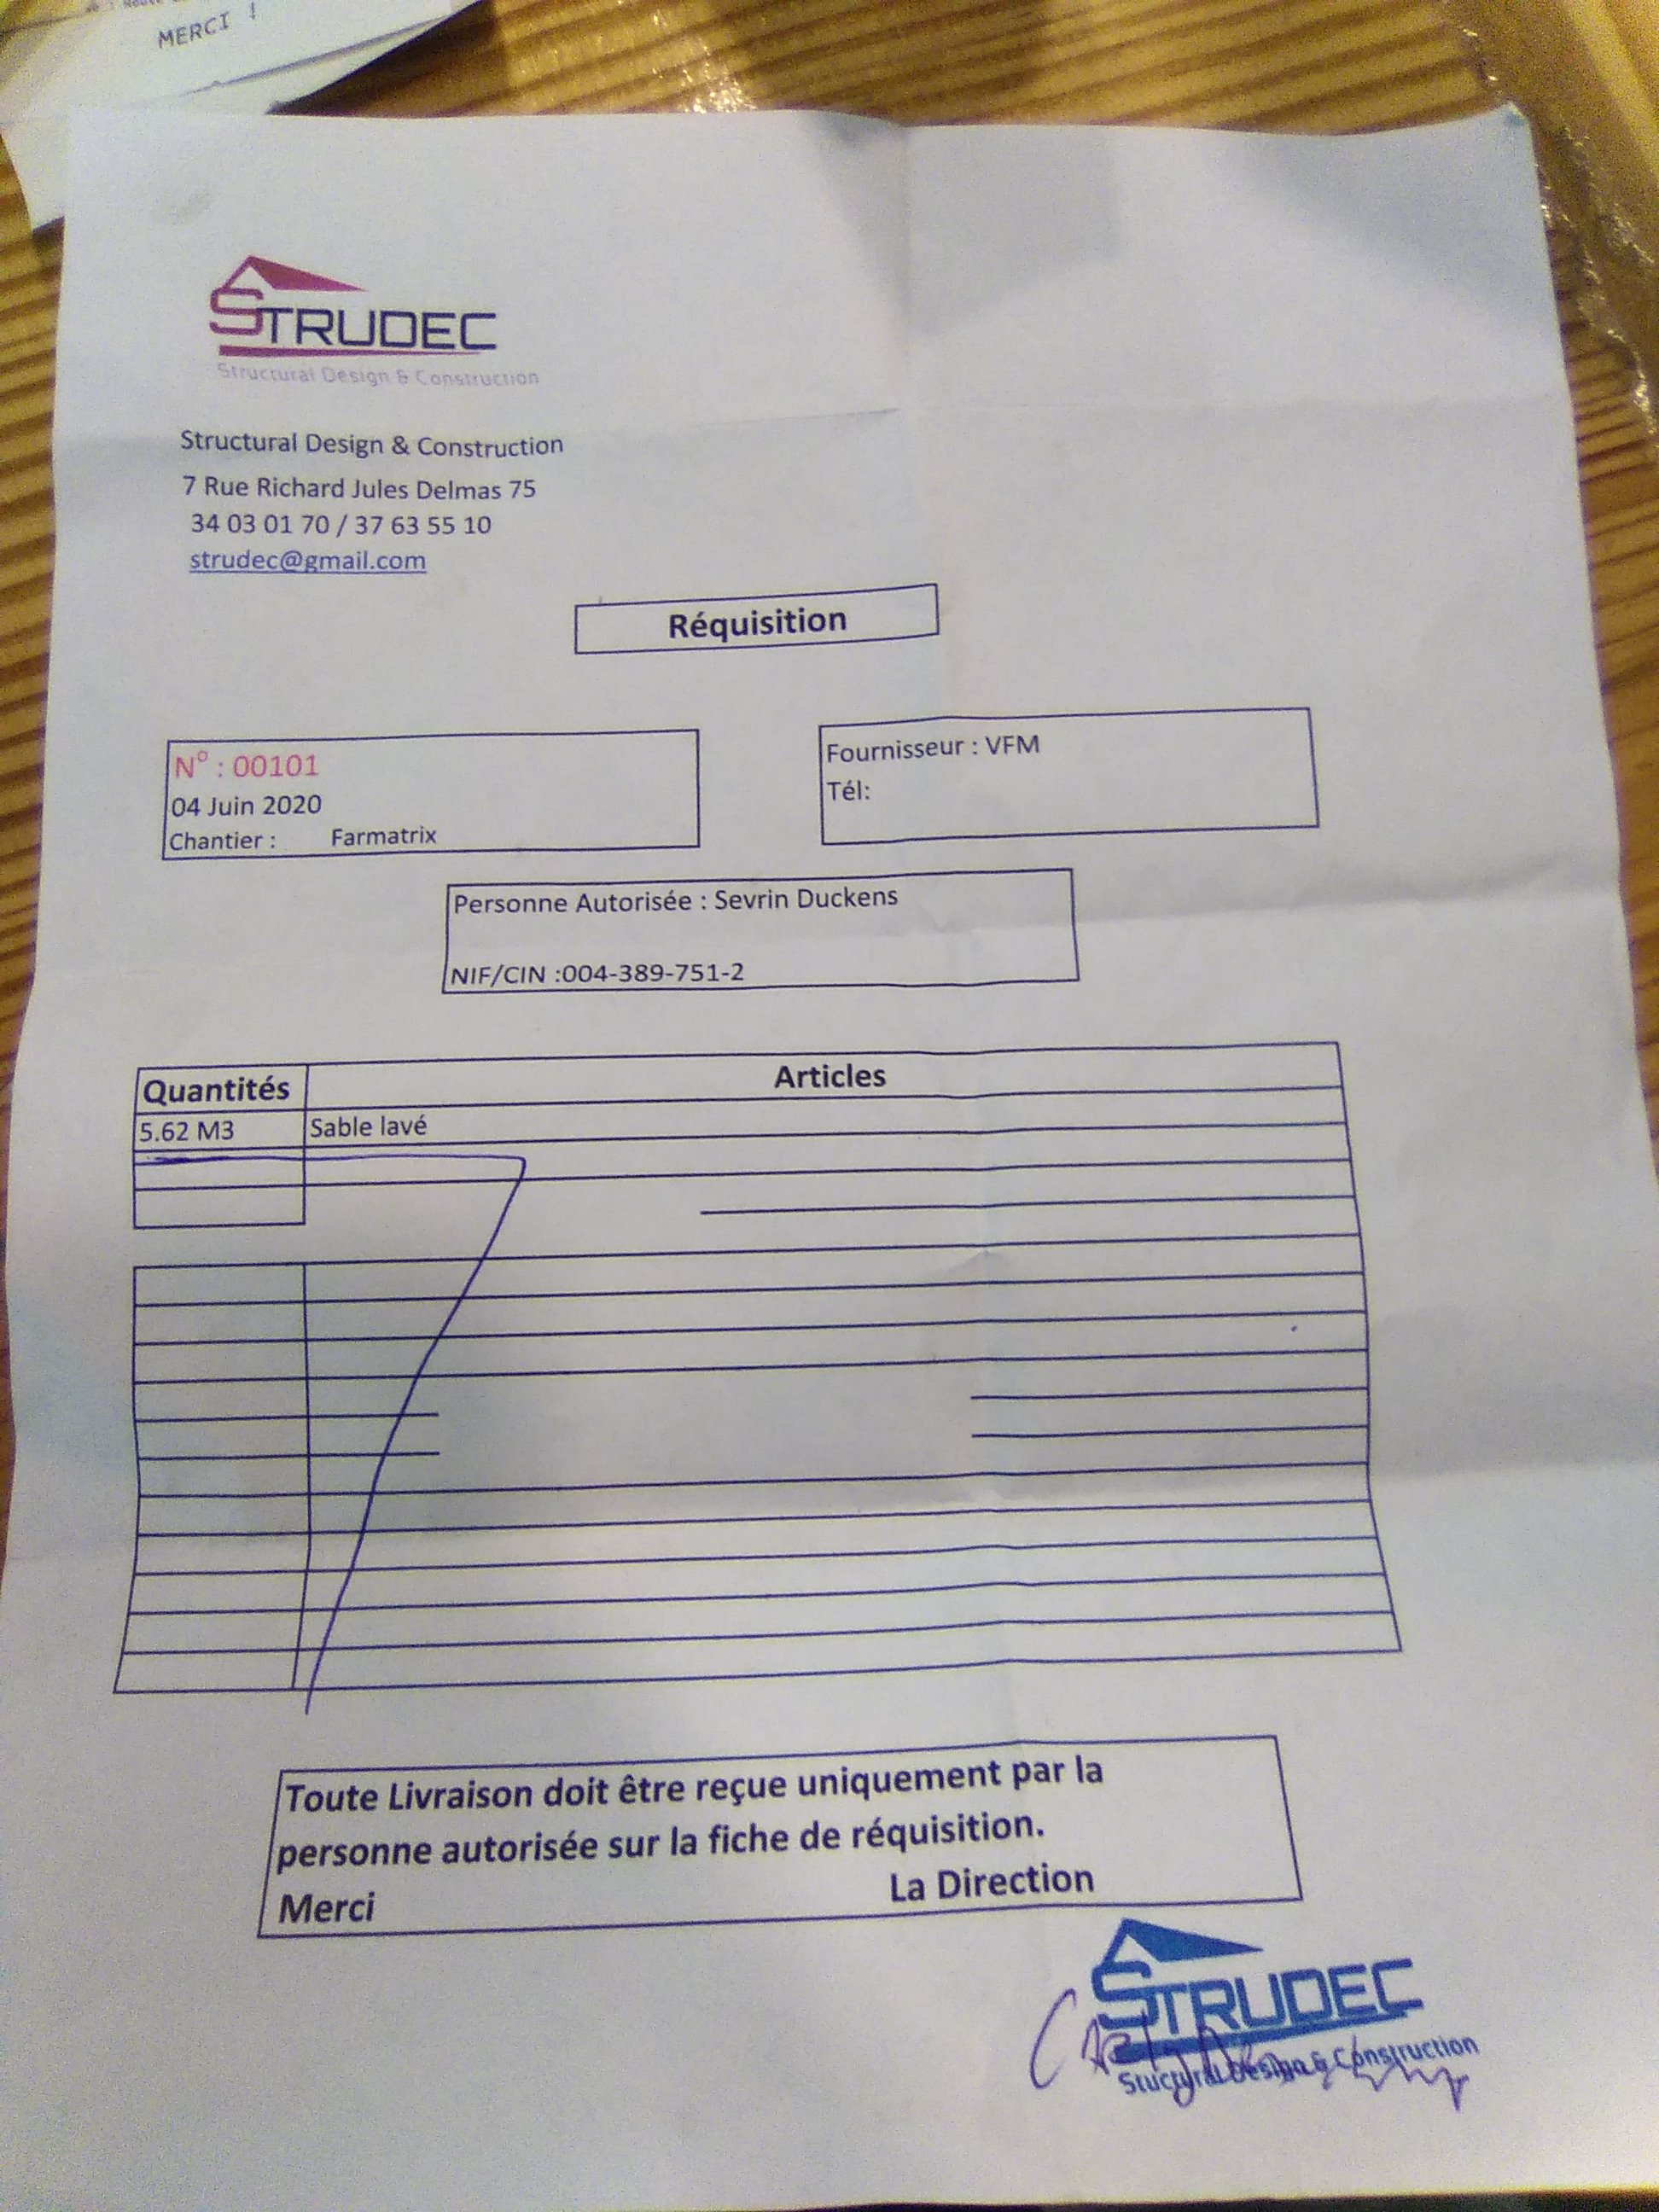 MERCI !
STRUDEC
Structural Design & Construction
Structural Design & Construction
7 Rue Richard Jules Delmas 75
34 03 01 70 / 37 63 55 10
strudec@gmail.com
Réquisition
N° : 00101
04 Juin 2020
Chantier : Farmatrix
Fournisseur : VFM
Tél:
Personne Autorisée : Sevrin Duckens
NIF/CIN :004-389-751-2
Quantités Articles
5.62 M3 Sable lavé
Toute Livraison doit être reçue uniquement par la
personne autorisée sur la fiche de réquisition.
Merci La Direction
STRUDEC
Stuctural Design & Construction